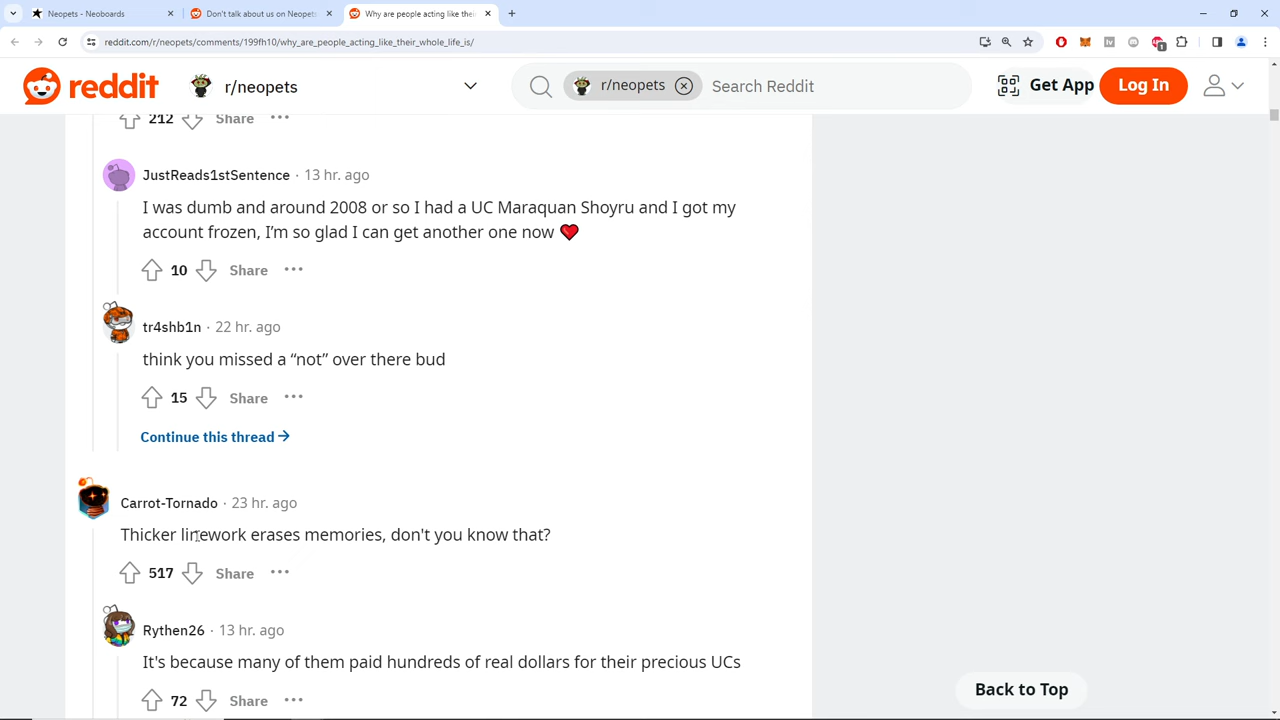 Neopets - Neoboards
Don't talk about us on Neopets
Why are people acting like thei
reddit.com/r/neopets/comments/199fh10/why_are_people_acting_like_their_whole_life_is/
1
reddit
r/neopets
r/neopets
Search Reddit
Get App
Log In
212
Share
JustReads1stSentence · 13 hr. ago
I was dumb and around 2008 or so I had a UC Maraquan Shoyru and I got my
account frozen, I'm so glad I can get another one now ❤️
10
Share
tr4shb1n · 22 hr. ago
think you missed a “not” over there bud
15
Share
Continue this thread →
Carrot-Tornado · 23 hr. ago
Thicker linework erases memories, don't you know that?
517
Share
Rythen26 · 13 hr. ago
It's because many of them paid hundreds of real dollars for their precious UCs
72
Share
Back to Top